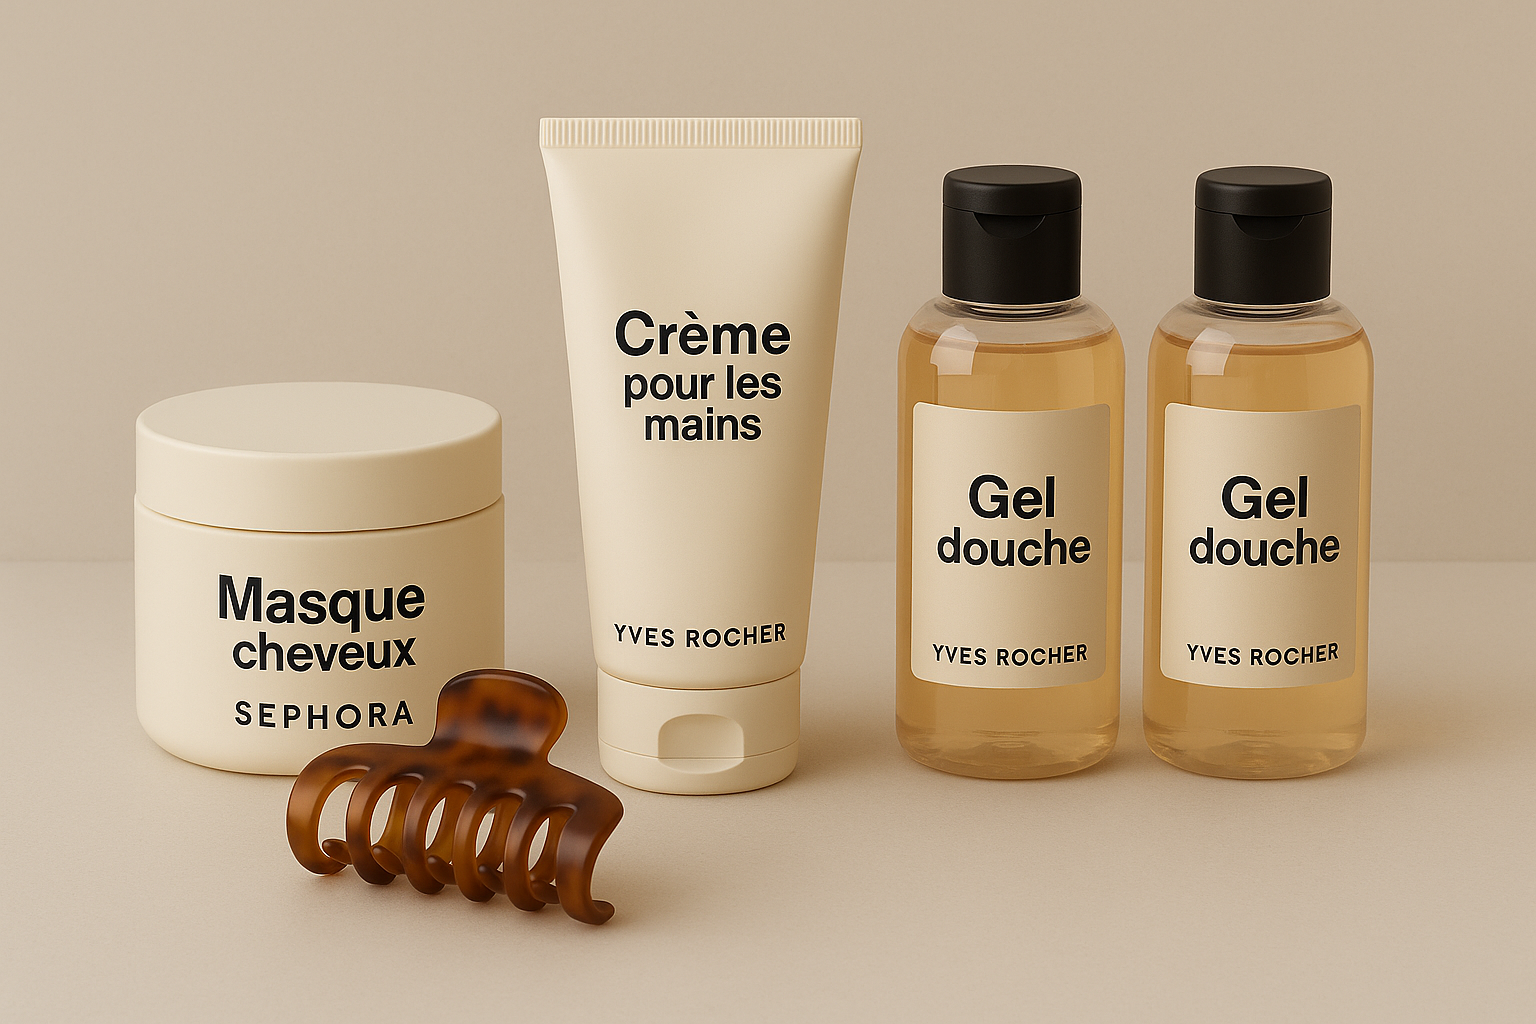 Masque
cheveux
SEPHORA
Crème
pour les
mains
YVES ROCHER
Gel
douche
YVES ROCHER
Gel
douche
YVES ROCHER